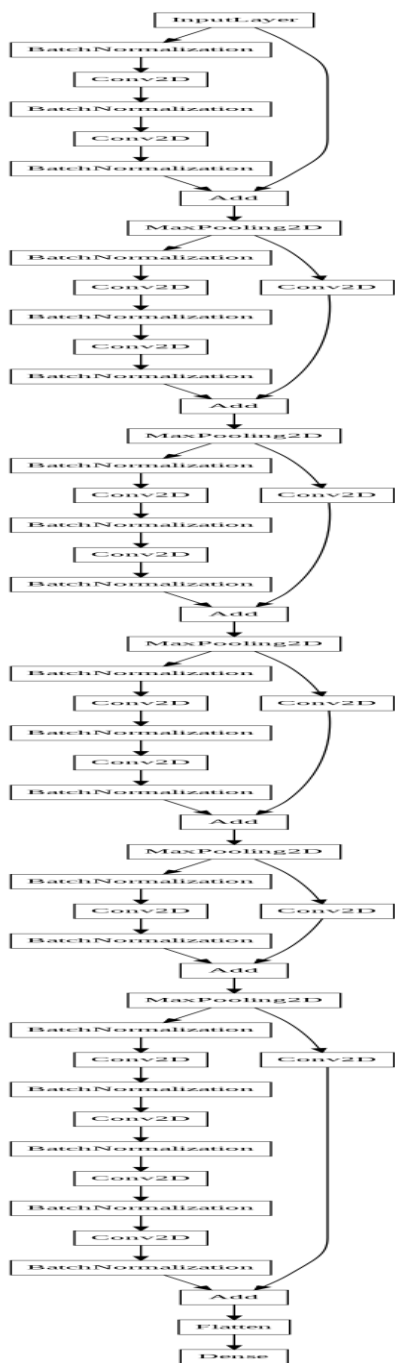 InputLayer
BatchNormalization
Conv2D
BatchNormalization
Conv2D
BatchNormalization
Add
MaxPooling2D
BatchNormalization
Conv2D Conv2D
BatchNormalization
Conv2D
BatchNormalization
Add
MaxPooling2D
BatchNormalization
Conv2D Conv2D
BatchNormalization
Conv2D
BatchNormalization
Add
MaxPooling2D
BatchNormalization
Conv2D Conv2D
BatchNormalization
Conv2D
BatchNormalization
Add
MaxPooling2D
BatchNormalization
Conv2D Conv2D
BatchNormalization
Add
MaxPooling2D
BatchNormalization
Conv2D Conv2D
BatchNormalization
Conv2D
BatchNormalization
Conv2D
BatchNormalization
Conv2D
BatchNormalization
Add
Flatten
Dense